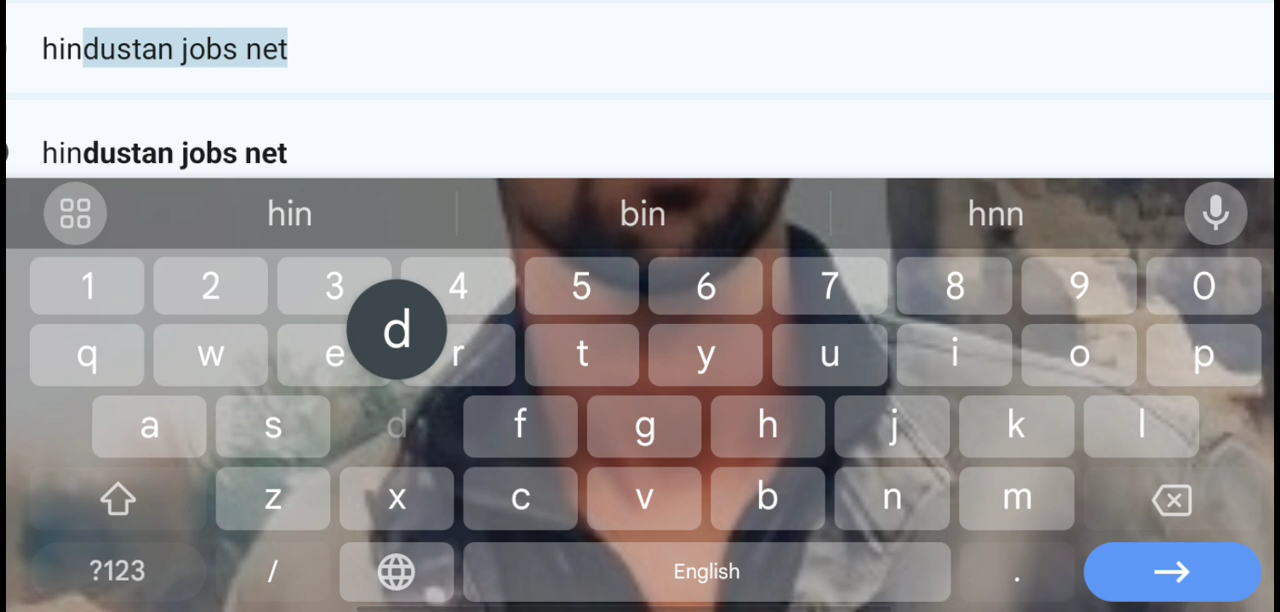 hindustan jobs net
hindustan jobs net
hin bin hnn
1 2 3 4 5 6 7 8 9 0
d
q w e r t y u i o p
a s d f g h j k l
z x c v b n m
?123 / English .